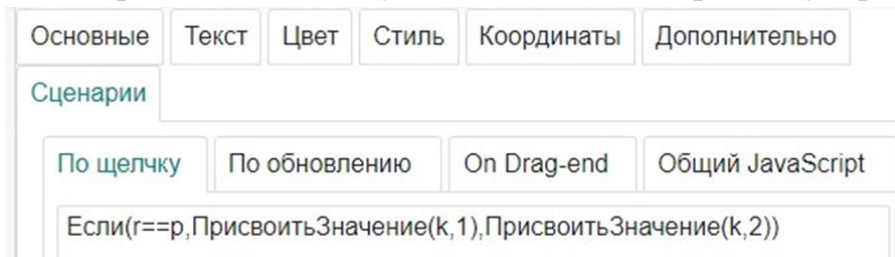 Основные Текст Цвет Стиль Координаты Дополнительно
Сценарии
По щелчку По обновлению On Drag-end Общий JavaScript
Если(r==p,ПрисвоитьЗначение(k,1),ПрисвоитьЗначение(k,2))